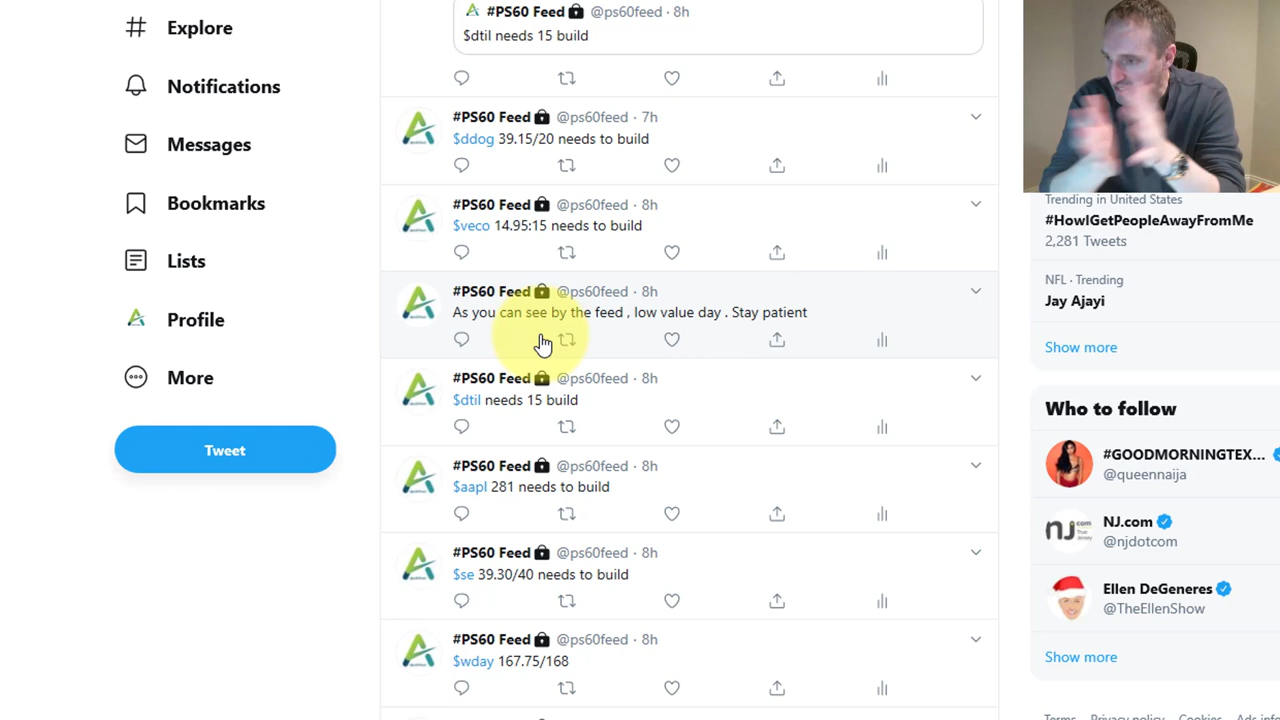 Explore
Notifications
Messages
Bookmarks
Lists
Profile
More
Tweet
#PS60 Feed @ps60feed · 8h
$dtil needs 15 build
#PS60 Feed @ps60feed · 7h
$ddog 39.15/20 needs to build
#PS60 Feed @ps60feed · 8h
$veco 14.95:15 needs to build
#PS60 Feed @ps60feed · 8h
As you can see by the feed , low value day . Stay patient
#PS60 Feed @ps60feed · 8h
$dtil needs 15 build
#PS60 Feed @ps60feed · 8h
$aapl 281 needs to build
#PS60 Feed @ps60feed · 8h
$se 39.30/40 needs to build
#PS60 Feed @ps60feed · 8h
$wday 167.75/168
Trending in United States
#HowIGetPeopleAwayFromMe
2,281 Tweets
NFL · Trending
Jay Ajayi
Show more
Who to follow
#GOODMORNINGTEX...
@queennaija
NJ.com
@njdotcom
Ellen DeGeneres
@TheEllenShow
Show more